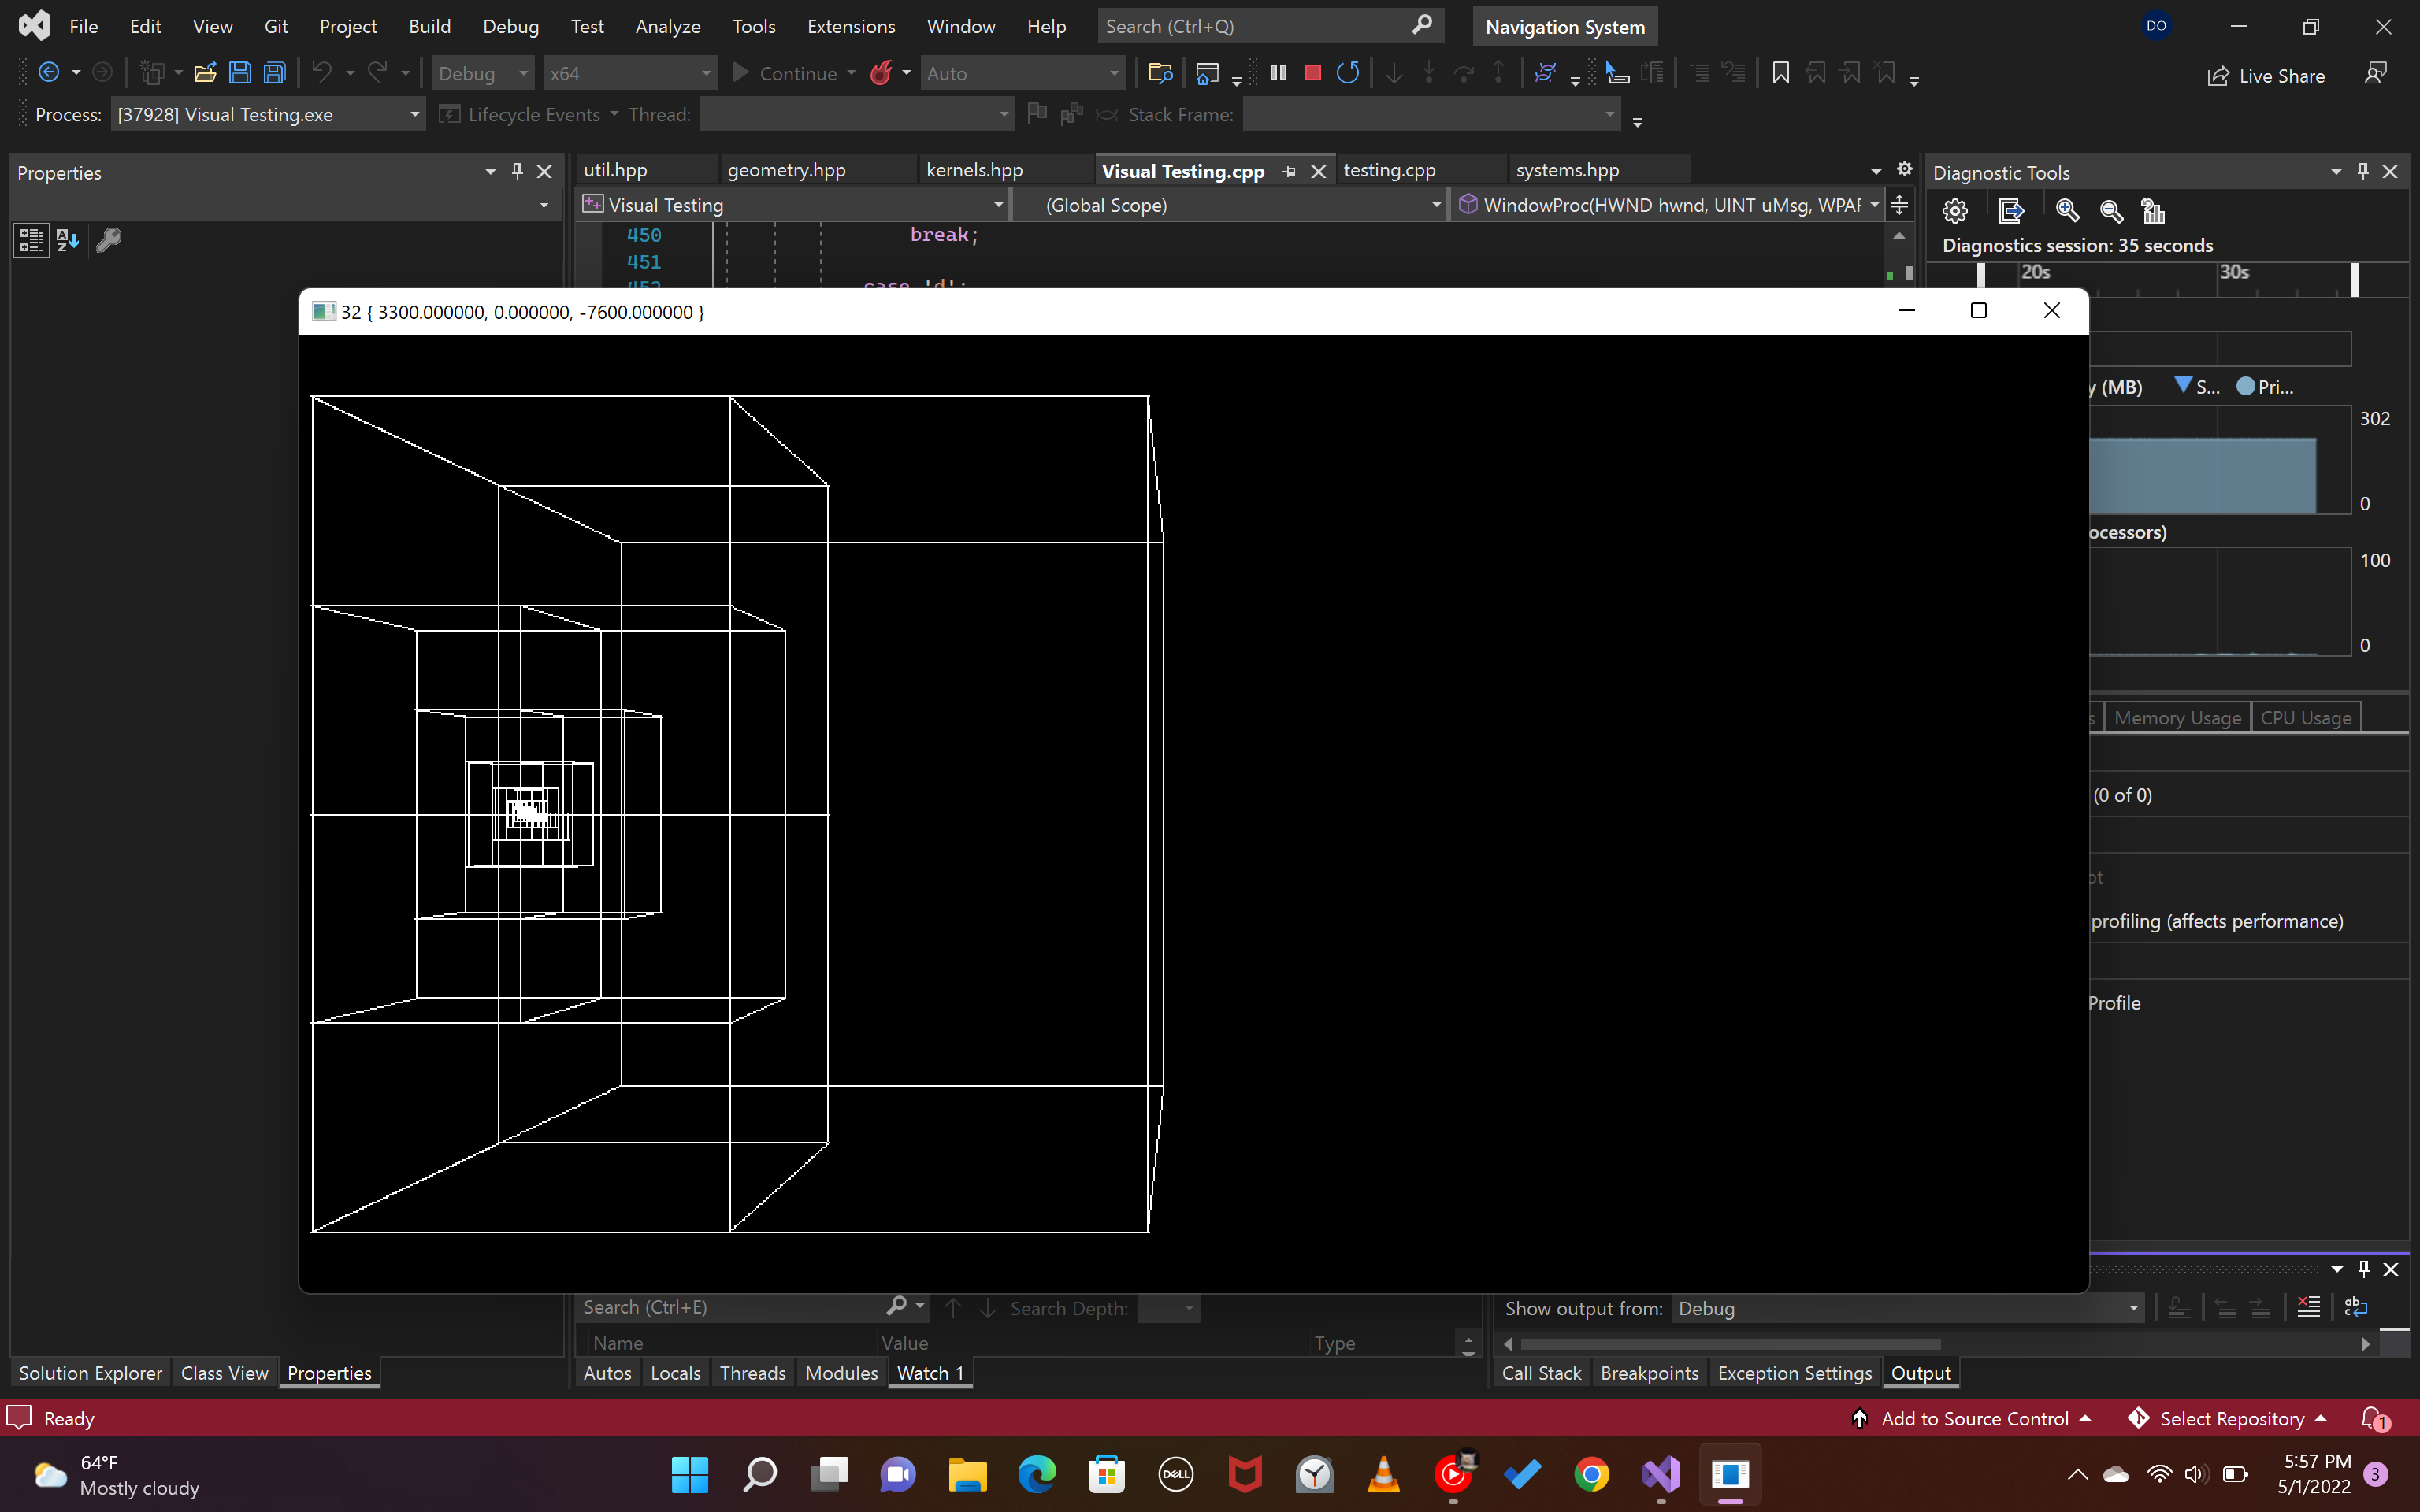 File Edit View Git Project Build Debug Test Analyze Tools Extensions Window Help Search (Ctrl+Q) Navigation System DO
Debug x64 Continue Auto Live Share
Process: [37928] Visual Testing.exe Lifecycle Events Thread: Stack Frame:
Properties
util.hpp geometry.hpp kernels.hpp Visual Testing.cpp testing.cpp systems.hpp
Diagnostic Tools
Visual Testing (Global Scope) WindowProc(HWND hwnd, UINT uMsg, WPAR
Diagnostics session: 35 seconds
450 break;
451
20s 30s
452 case 'd':
32 { 3300.000000, 0.000000, -7600.000000 }
y (MB) S... Pri...
302
0
ocessors)
100
0
s Memory Usage CPU Usage
(0 of 0)
ot
profiling (affects performance)
Profile
Search (Ctrl+E) Search Depth:
Show output from: Debug
Name Value Type
Solution Explorer Class View Properties
Autos Locals Threads Modules Watch 1
Call Stack Breakpoints Exception Settings Output
Ready Add to Source Control Select Repository 1
64°F
Mostly cloudy
DELL
5:57 PM
5/1/2022
3